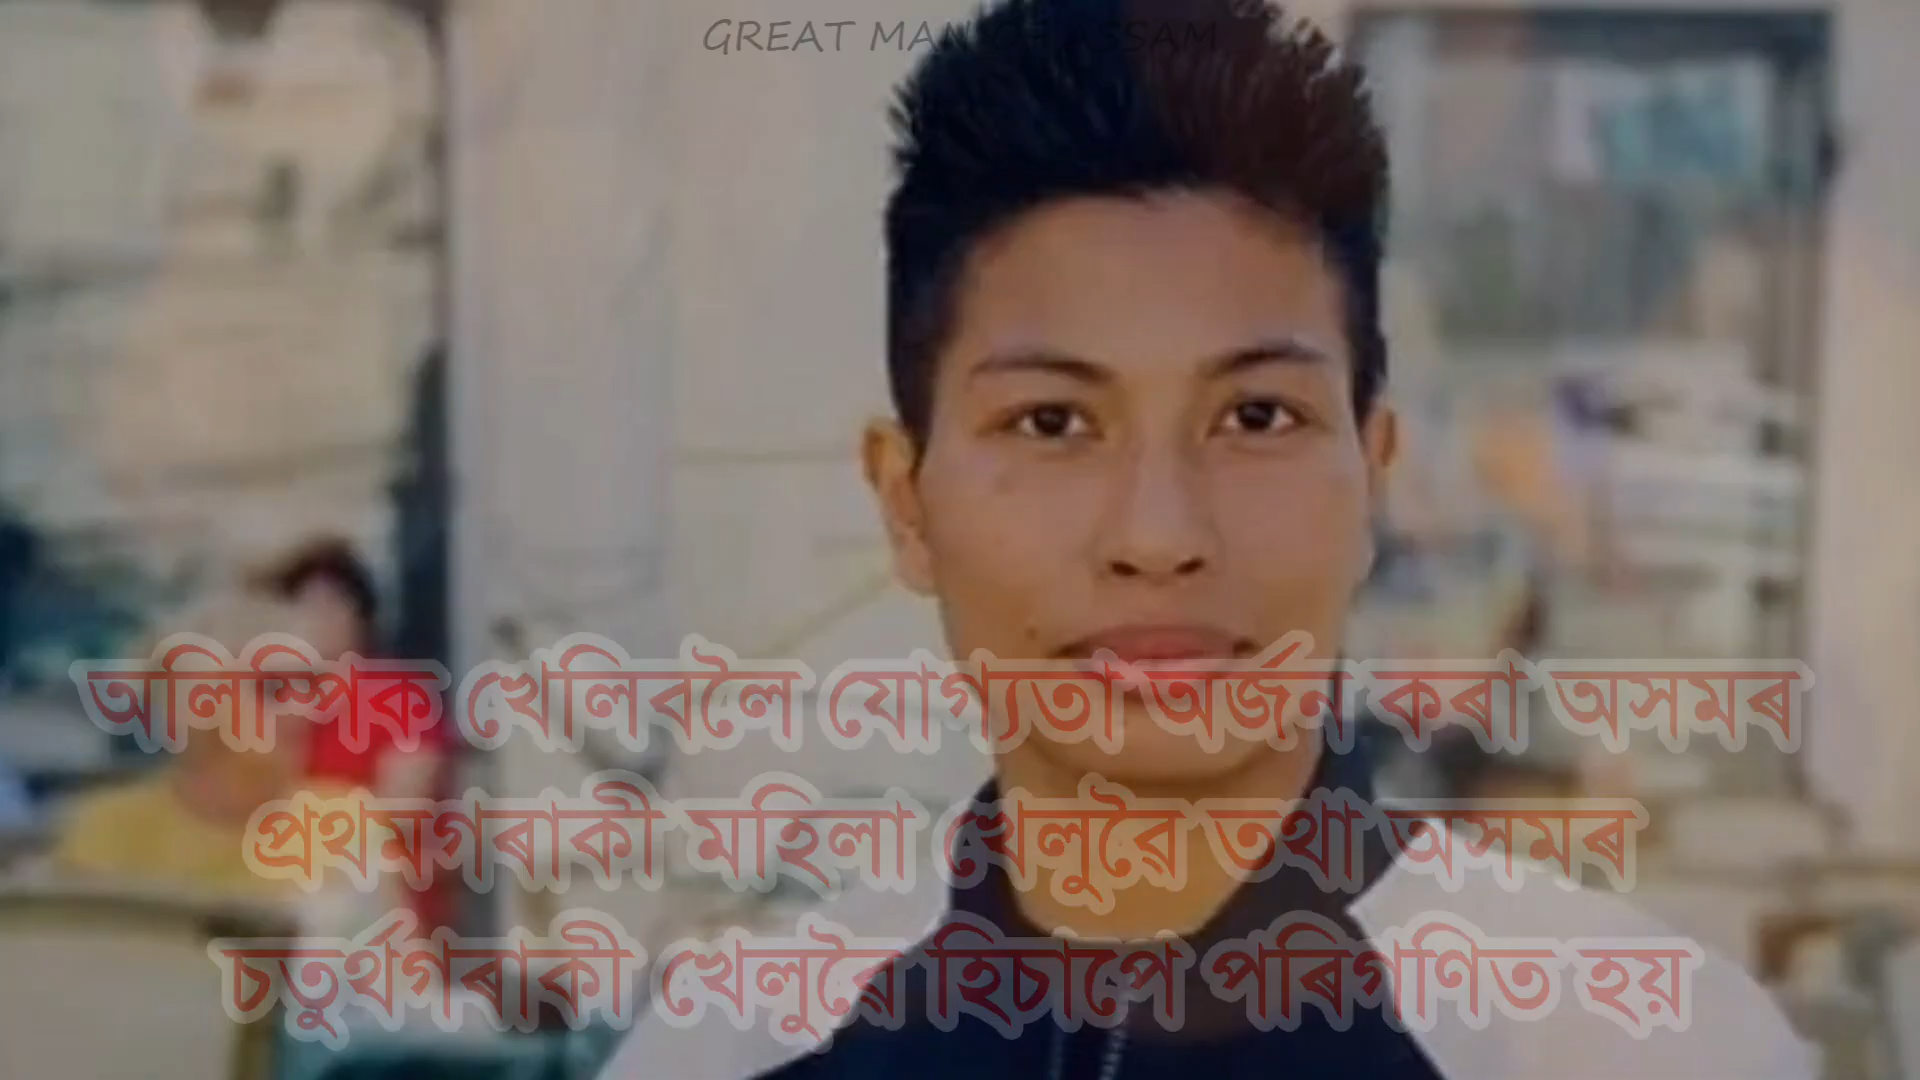 GREAT MAN OF ASSAM
অলিম্পিক খেলিবলৈ যোগ্যতা অৰ্জন কৰা অসমৰ
প্ৰথমগৰাকী মহিলা খেলুৱৈ তথা অসমৰ
চতুৰ্থগৰাকী খেলুৱৈ হিচাপে পৰিগণিত হয়